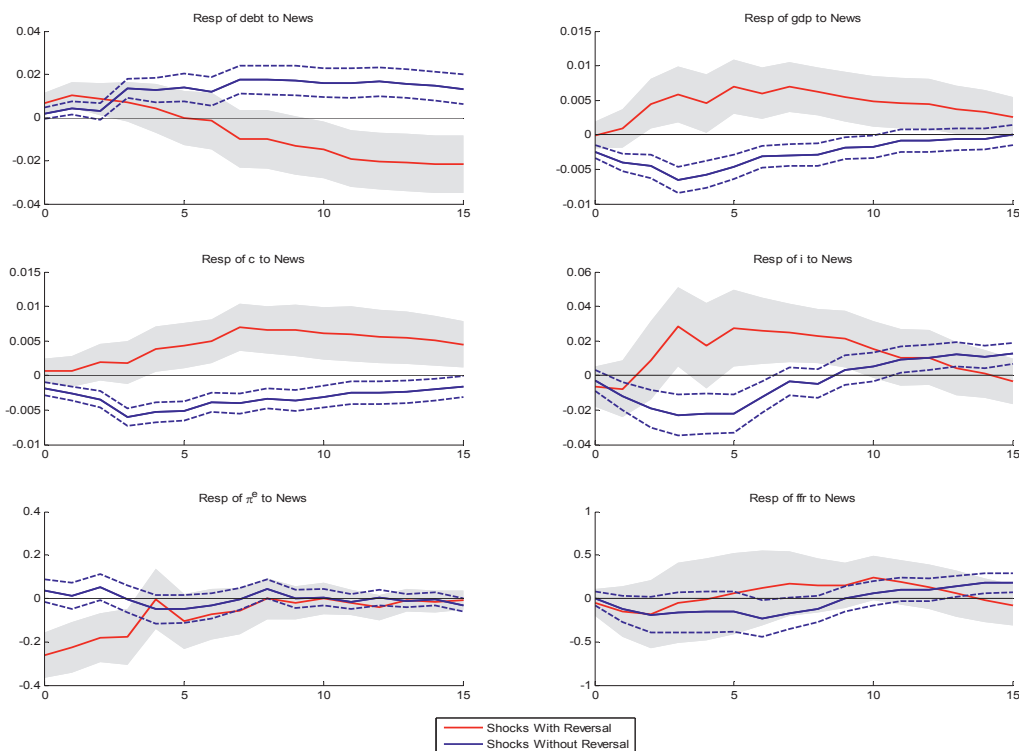 Resp of debt to News
0.04
0.02
0
-0.02
-0.04
0 5 10 15
Resp of gdp to News
0.015
0.01
0.005
0
-0.005
-0.01
0 5 10 15
Resp of c to News
0.015
0.01
0.005
0
-0.005
-0.01
0 5 10 15
Resp of i to News
0.06
0.04
0.02
0
-0.02
-0.04
0 5 10 15
Resp of πᵉ to News
0.4
0.2
0
-0.2
-0.4
0 5 10 15
Resp of ffr to News
1
0.5
0
-0.5
-1
0 5 10 15
Shocks With Reversal
Shocks Without Reversal